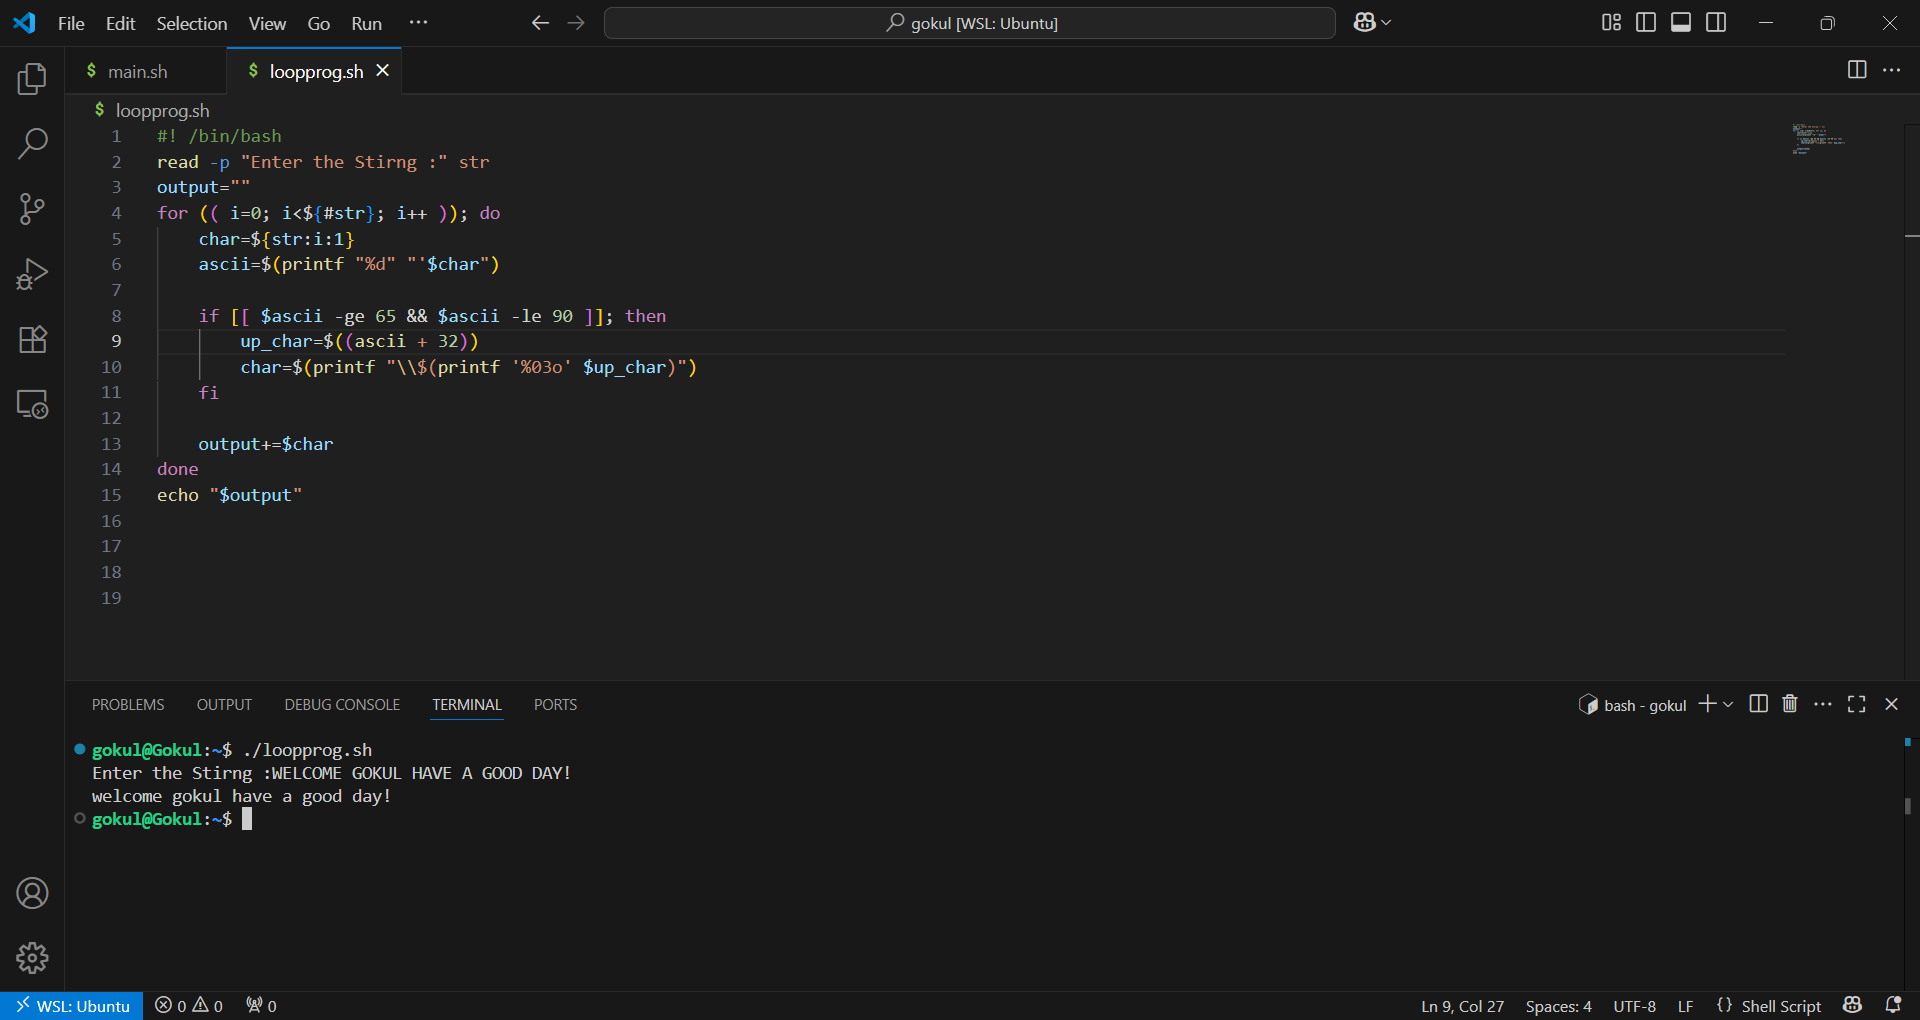 File Edit Selection View Go Run ··· gokul [WSL: Ubuntu]
$ main.sh $ loopprog.sh
$ loopprog.sh
1 #! /bin/bash
2 read -p "Enter the Stirng :" str
3 output=""
4 for (( i=0; i<${#str}; i++ )); do
5 char=${str:i:1}
6 ascii=$(printf "%d" "'$char")
7
8 if [[ $ascii -ge 65 && $ascii -le 90 ]]; then
9 up_char=$((ascii + 32))
10 char=$(printf "\\$(printf '%03o' $up_char)")
11 fi
12
13 output+=$char
14 done
15 echo "$output"
16
17
18
19
PROBLEMS OUTPUT DEBUG CONSOLE TERMINAL PORTS bash - gokul
gokul@Gokul:~$ ./loopprog.sh
Enter the Stirng :WELCOME GOKUL HAVE A GOOD DAY!
welcome gokul have a good day!
gokul@Gokul:~$
WSL: Ubuntu 0 0 0 Ln 9, Col 27 Spaces: 4 UTF-8 LF {} Shell Script